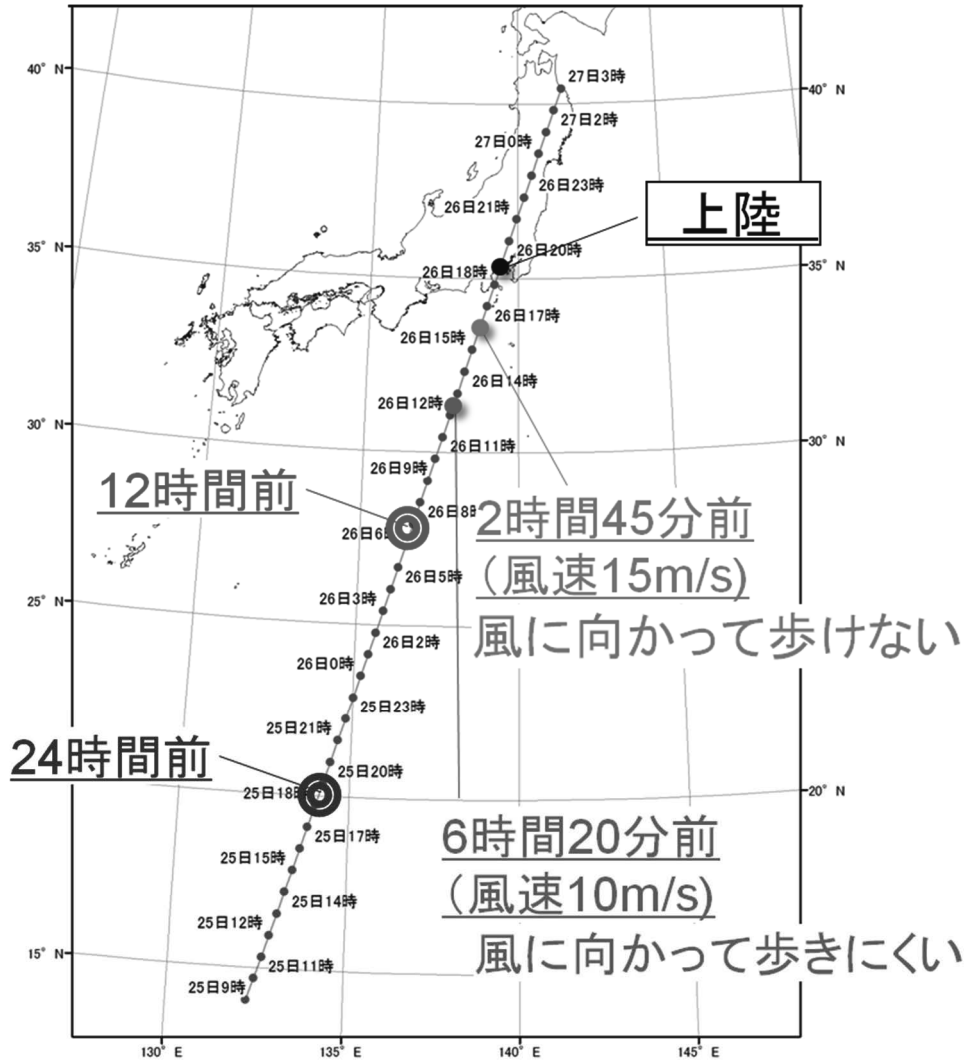 40° N
27日3時
40° N
27日2時
27日0時
26日23時
26日21時
上陸
35° N
26日20時
35° N
26日18時
26日17時
26日15時
26日14時
26日12時
30° N
26日11時
30° N
26日9時
12時間前
26日8時
2時間45分前
(風速15m/s)
風に向かって歩けない
26日6時
26日5時
25° N
26日3時
26日2時
26日0時
25日23時
25日21時
24時間前
25日20時
25日18時
20° N
25日17時
6時間20分前
(風速10m/s)
風に向かって歩きにくい
25日15時
25日14時
25日12時
15° N
25日11時
25日9時
130° E
135° E
140° E
145° E